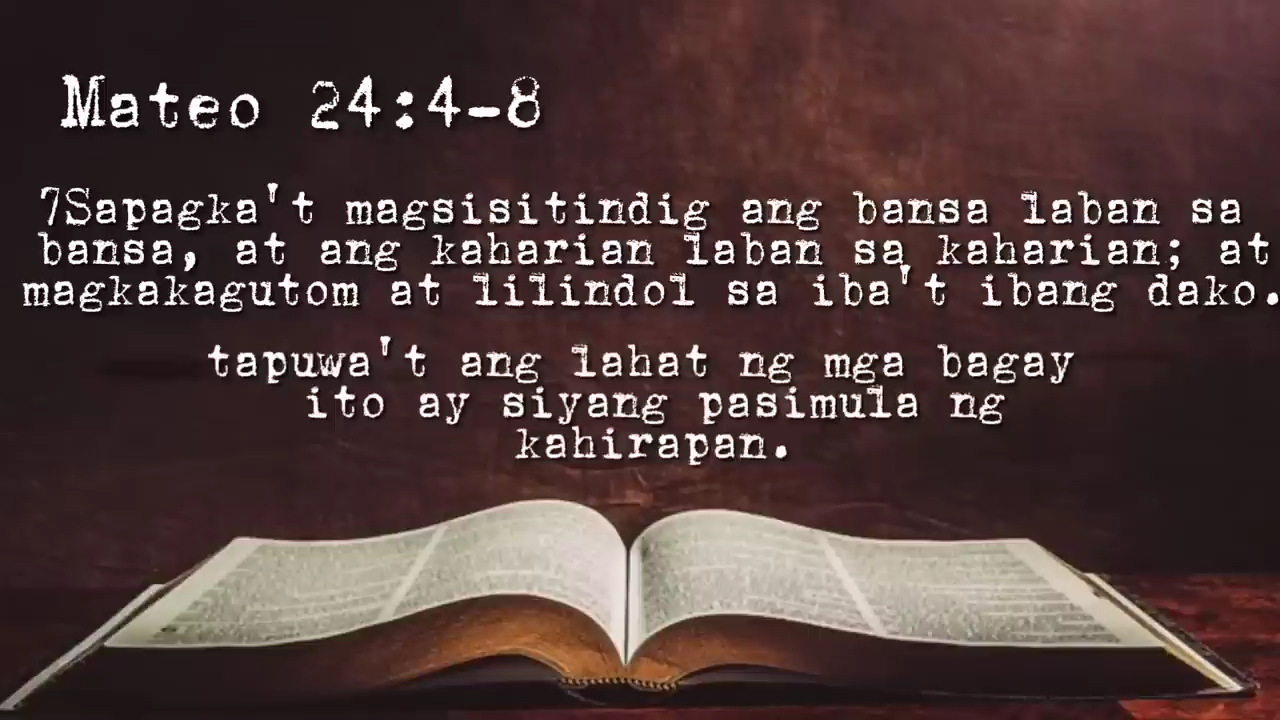 Mateo 24:4-8
7Sapagka't magsisitindig ang bansa laban sa
bansa, at ang kaharian laban sa kaharian; at
magkakagutom at lilindol sa iba't ibang dako.
tapuwa't ang lahat ng mga bagay
ito ay siyang pasimula ng
kahirapan.